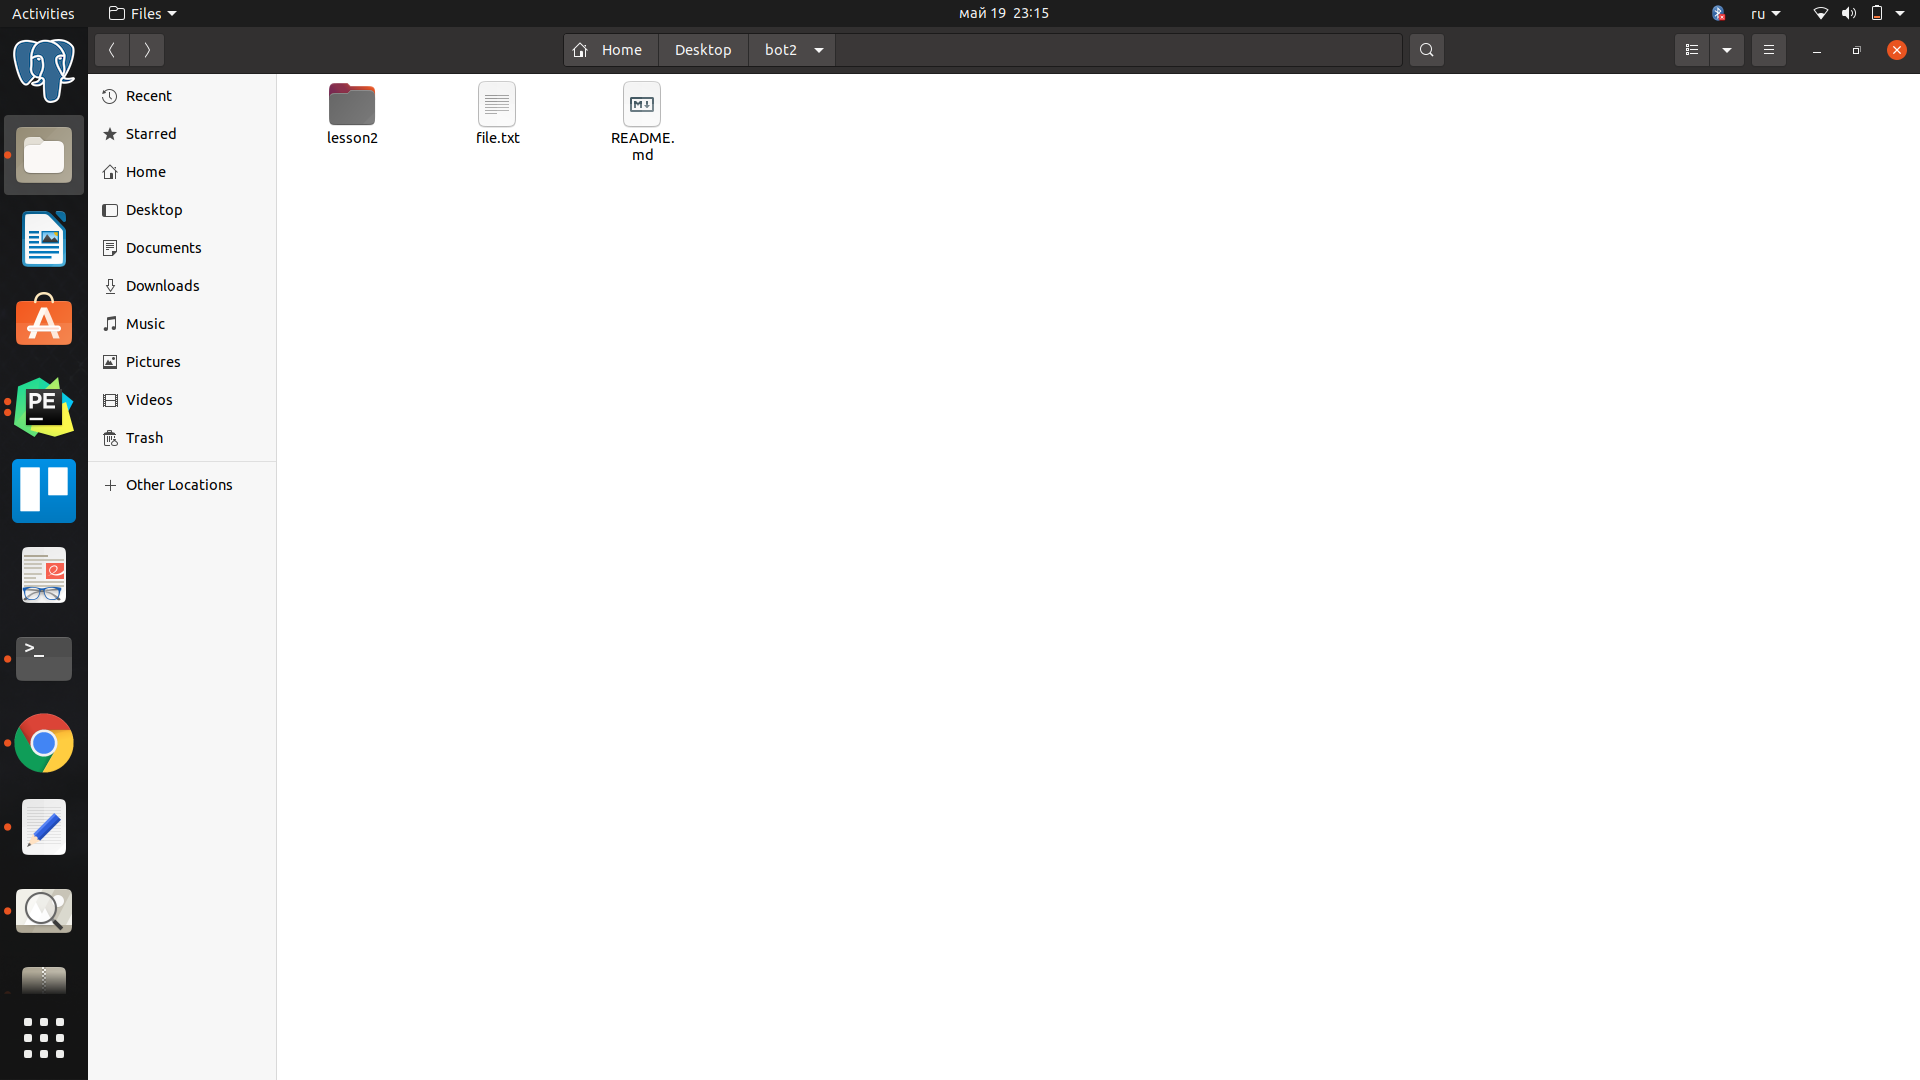 Activities
Files
май 19 23:15
ru
Home
Desktop
bot2
Recent
Starred
Home
Desktop
Documents
Downloads
Music
Pictures
Videos
Trash
Other Locations
lesson2
file.txt
README.
md
M
A
PE
>_